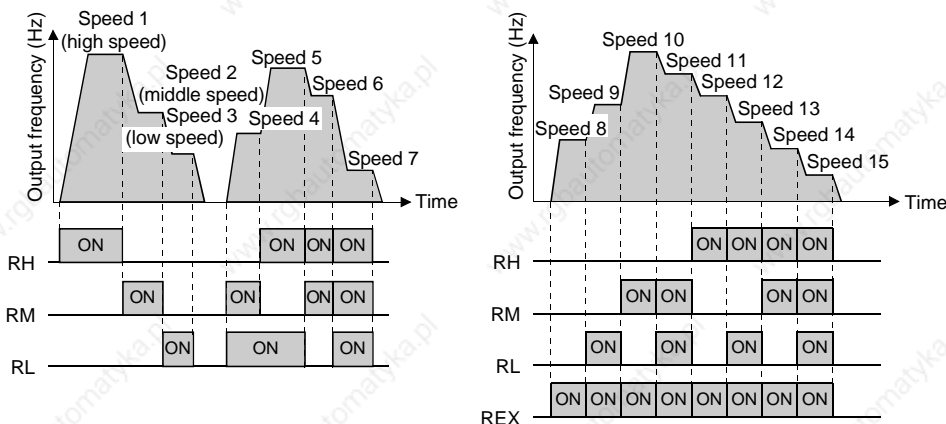 Output frequency (Hz)
Speed 1
(high speed)
Speed 2
(middle speed)
Speed 3
(low speed)
Speed 4
Speed 5
Speed 6
Speed 7
Time
RH
ON
ON
ON
ON
RM
ON
ON
ON
ON
RL
ON
ON
ON
Output frequency (Hz)
Speed 8
Speed 9
Speed 10
Speed 11
Speed 12
Speed 13
Speed 14
Speed 15
Time
RH
ON
ON
ON
ON
RM
ON
ON
ON
ON
RL
ON
ON
ON
ON
REX
ON
ON
ON
ON
ON
ON
ON
ON
www.rgbautomatyka.pl